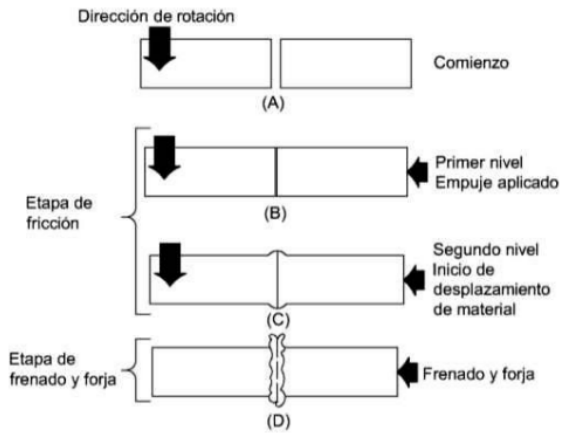 Dirección de rotación
Comienzo
(A)
Etapa de
fricción
Primer nivel
Empuje aplicado
(B)
Segundo nivel
Inicio de
desplazamiento
de material
(C)
Etapa de
frenado y forja
Frenado y forja
(D)